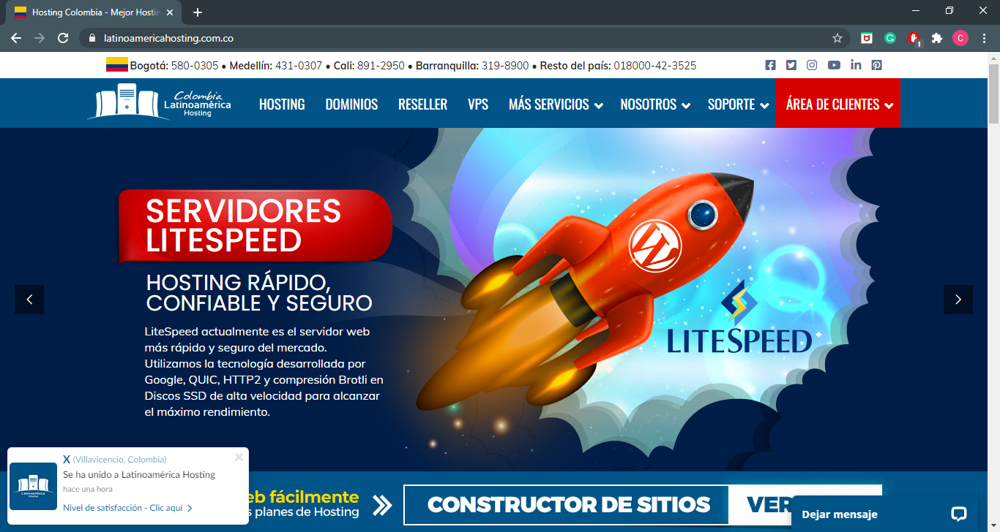 Hosting Colombia - Mejor Hostin
latinoamericahosting.com.co
C
1
Bogotá: 580-0305 • Medellín: 431-0307 • Cali: 891-2950 • Barranquilla: 319-8900 • Resto del país: 018000-42-3525
Colombia
Latinoamérica
Hosting
HOSTING DOMINIOS RESELLER VPS MÁS SERVICIOS NOSOTROS SOPORTE ÁREA DE CLIENTES
SERVIDORES
LITESPEED
HOSTING RÁPIDO,
CONFIABLE Y SEGURO
LiteSpeed actualmente es el servidor web
más rápido y seguro del mercado.
Utilizamos la tecnología desarrollada por
Google, QUIC, HTTP2 y compresión Brotli en
Discos SSD de alta velocidad para alcanzar
el máximo rendimiento.
LITESPEED
X (Villavicencio, Colombia)
Se ha unido a Latinoamérica Hosting
hace una hora
Nivel de satisfacción - Clic aquí
Latinoamérica
Hosting
eb fácilmente
s planes de Hosting
CONSTRUCTOR DE SITIOS
VER
Dejar mensaje